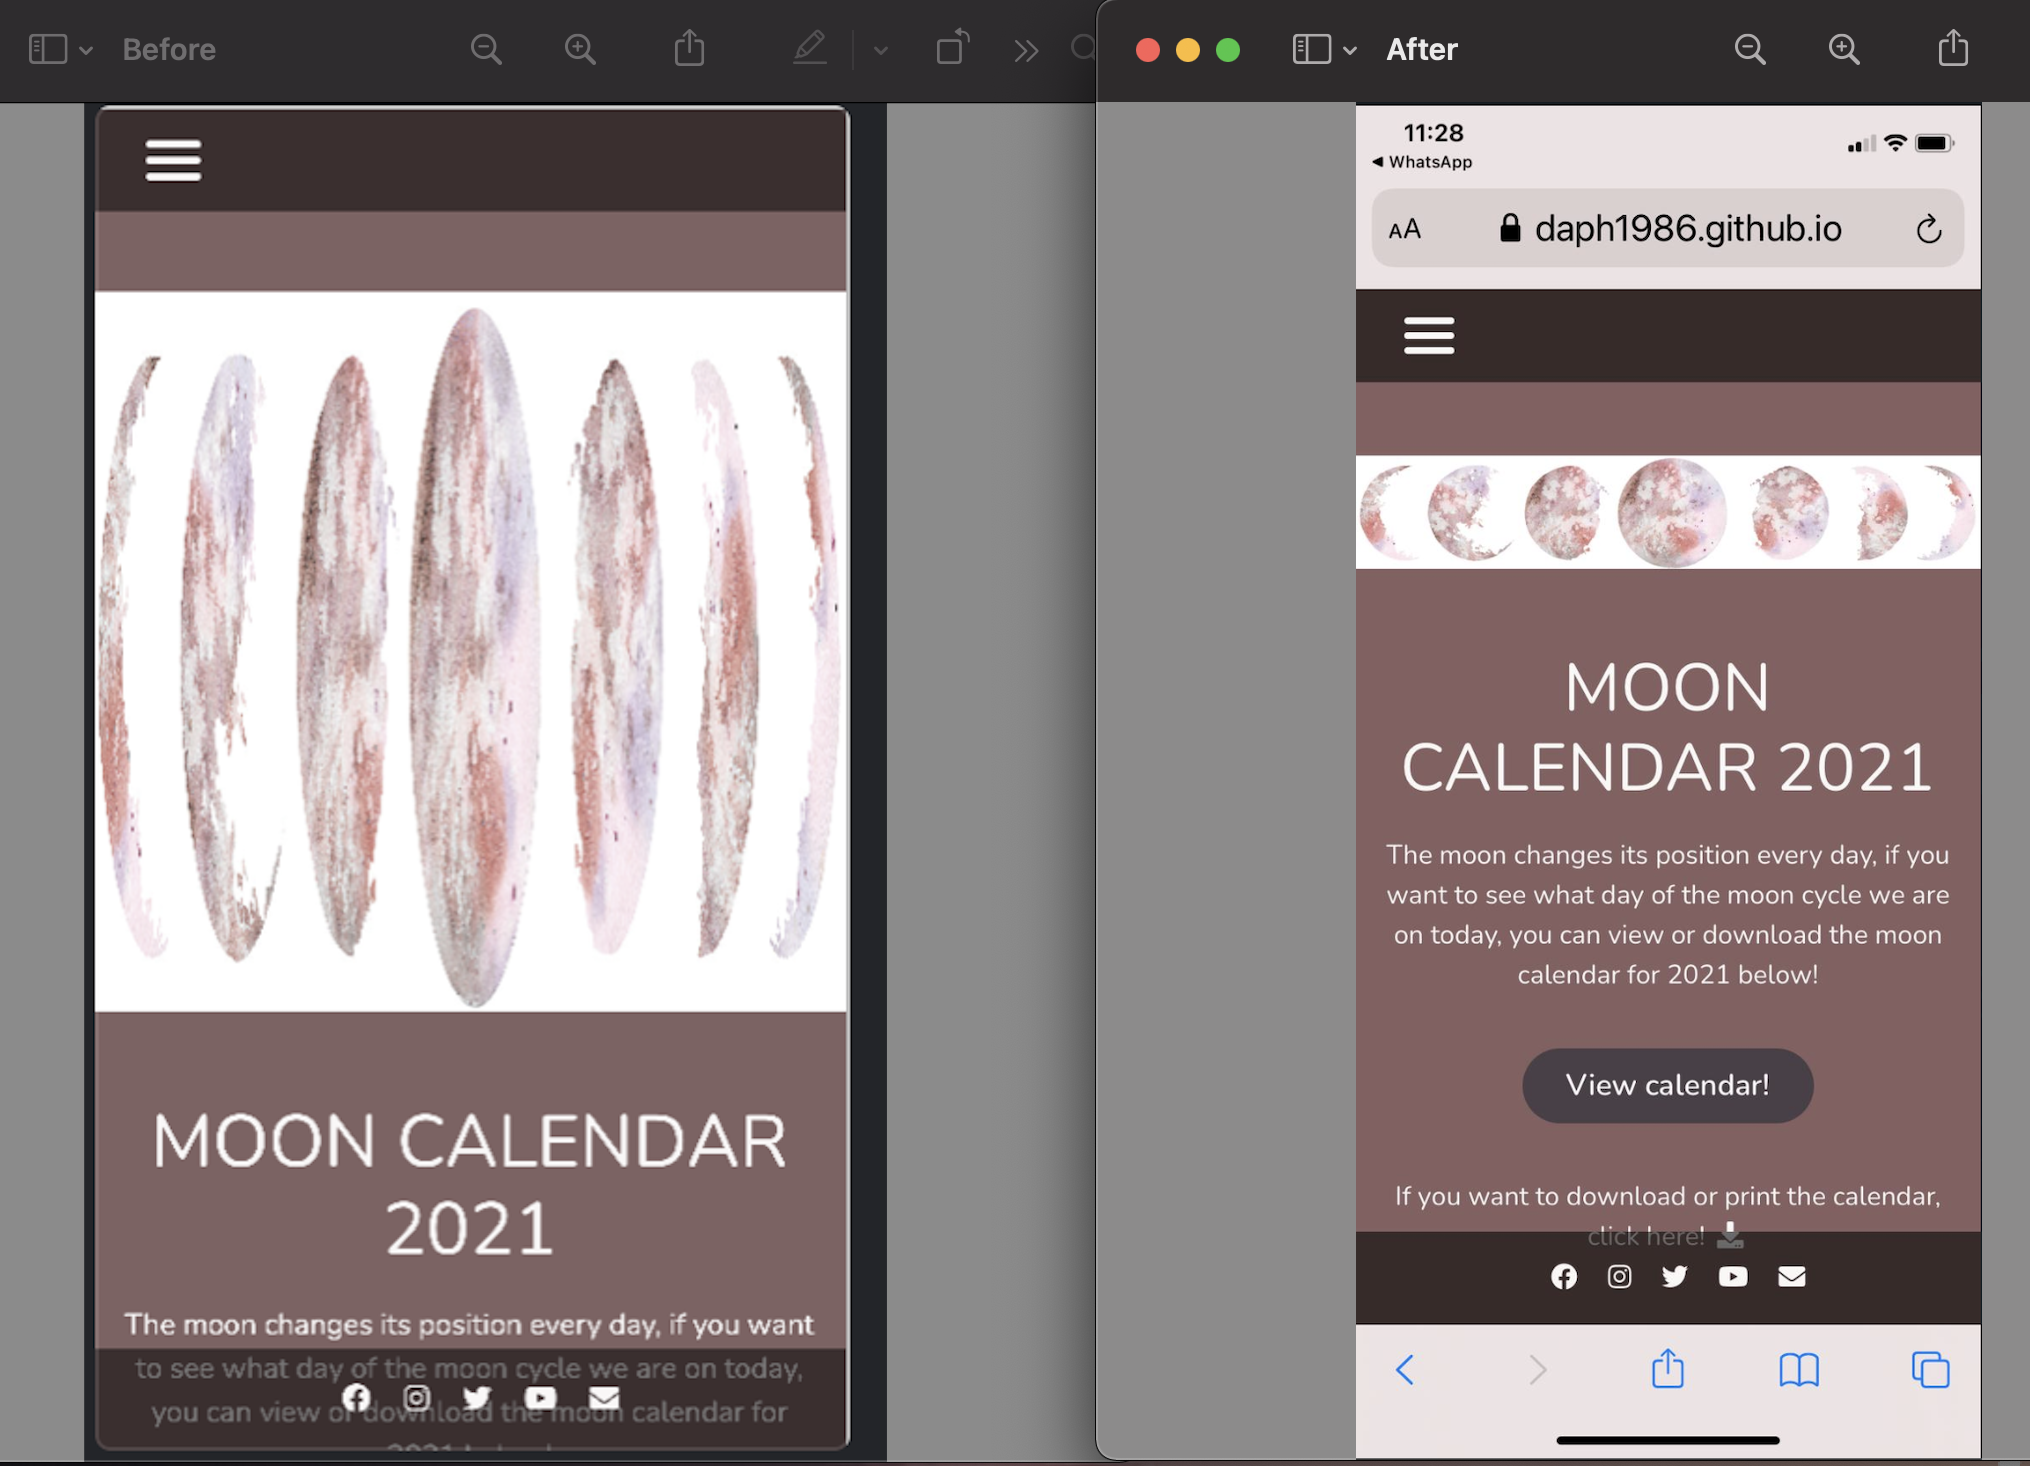 Before
MOON CALENDAR
2021
The moon changes its position every day, if you want
to see what day of the moon cycle we are on today,
you can view or download the moon calendar for
After
11:28
WhatsApp
AA
daph1986.github.io
MOON
CALENDAR 2021
The moon changes its position every day, if you
want to see what day of the moon cycle we are
on today, you can view or download the moon
calendar for 2021 below!
View calendar!
If you want to download or print the calendar,
click here!